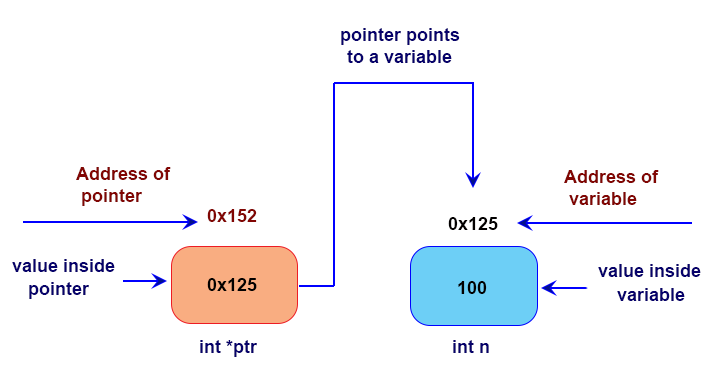 pointer points
to a variable
Address of
pointer
0x152
value inside
pointer
0x125
int *ptr
Address of
variable
0x125
100
value inside
variable
int n